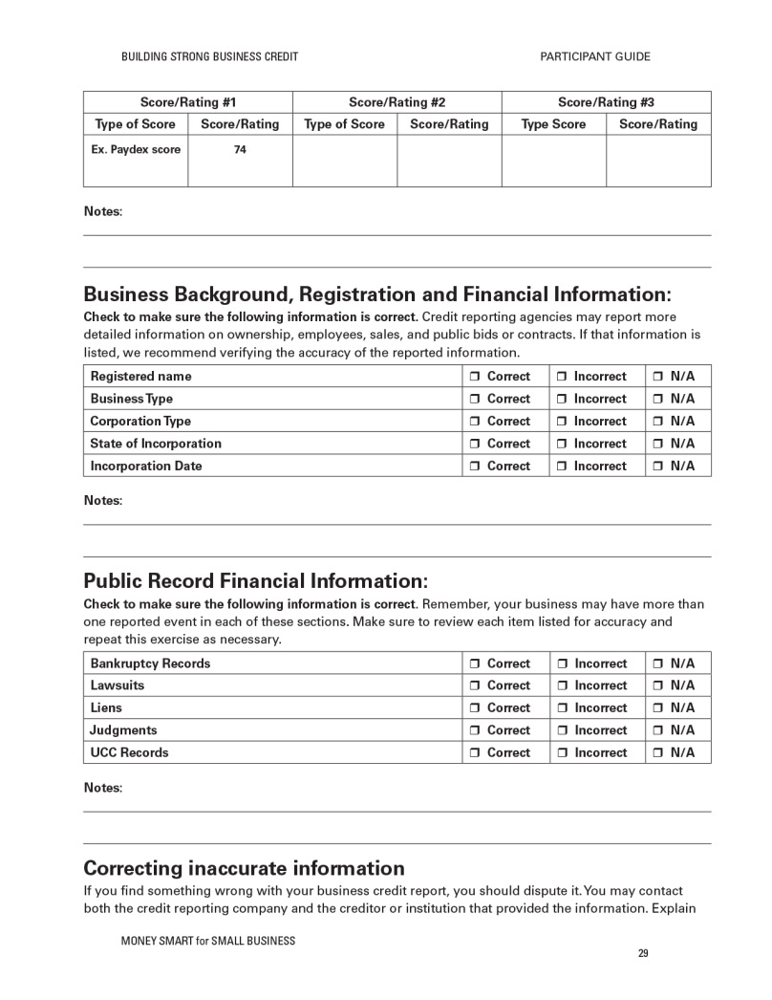 BUILDING STRONG BUSINESS CREDIT PARTICIPANT GUIDE
Score/Rating #1 Score/Rating #2 Score/Rating #3
Type of Score Score/Rating Type of Score Score/Rating Type Score Score/Rating
Ex. Paydex score 74
Notes:
Business Background, Registration and Financial Information:
Check to make sure the following information is correct. Credit reporting agencies may report more
detailed information on ownership, employees, sales, and public bids or contracts. If that information is
listed, we recommend verifying the accuracy of the reported information.
Registered name ❒ Correct ❒ Incorrect ❒ N/A
Business Type ❒ Correct ❒ Incorrect ❒ N/A
Corporation Type ❒ Correct ❒ Incorrect ❒ N/A
State of Incorporation ❒ Correct ❒ Incorrect ❒ N/A
Incorporation Date ❒ Correct ❒ Incorrect ❒ N/A
Notes:
Public Record Financial Information:
Check to make sure the following information is correct. Remember, your business may have more than
one reported event in each of these sections. Make sure to review each item listed for accuracy and
repeat this exercise as necessary.
Bankruptcy Records ❒ Correct ❒ Incorrect ❒ N/A
Lawsuits ❒ Correct ❒ Incorrect ❒ N/A
Liens ❒ Correct ❒ Incorrect ❒ N/A
Judgments ❒ Correct ❒ Incorrect ❒ N/A
UCC Records ❒ Correct ❒ Incorrect ❒ N/A
Notes:
Correcting inaccurate information
If you find something wrong with your business credit report, you should dispute it. You may contact
both the credit reporting company and the creditor or institution that provided the information. Explain
MONEY SMART for SMALL BUSINESS
29